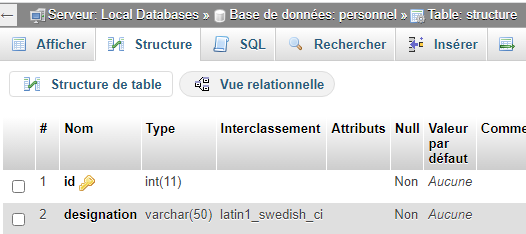 ← Serveur: Local Databases » Base de données: personnel » Table: structure
Afficher Structure SQL Rechercher Insérer
Structure de table Vue relationnelle
# Nom Type Interclassement Attributs Null Valeur par défaut Comme
1 id int(11) Non Aucune
2 designation varchar(50) latin1_swedish_ci Non Aucune